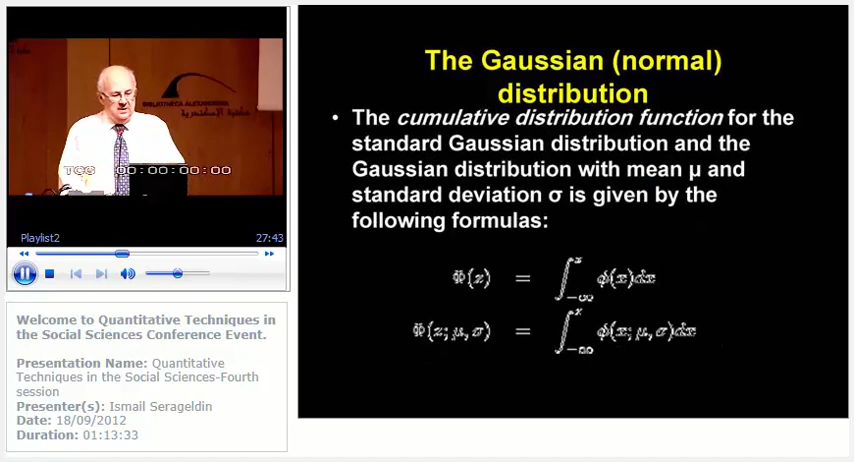 BIBLIOTHECA ALEXANDRINA
مكتبة الإسكندرية
TCG 00:00:00:00
Playlist2 27:43
Welcome to Quantitative Techniques in
the Social Sciences Conference Event.
Presentation Name: Quantitative
Techniques in the Social Sciences-Fourth
session
Presenter(s): Ismail Serageldin
Date: 18/09/2012
Duration: 01:13:33
The Gaussian (normal)
distribution
• The cumulative distribution function for the
standard Gaussian distribution and the
Gaussian distribution with mean μ and
standard deviation σ is given by the
following formulas:
Φ(z) = ∫_{-∞}^{z} ϕ(x)dx
Φ(z; μ, σ) = ∫_{-∞}^{z} ϕ(x; μ, σ)dx